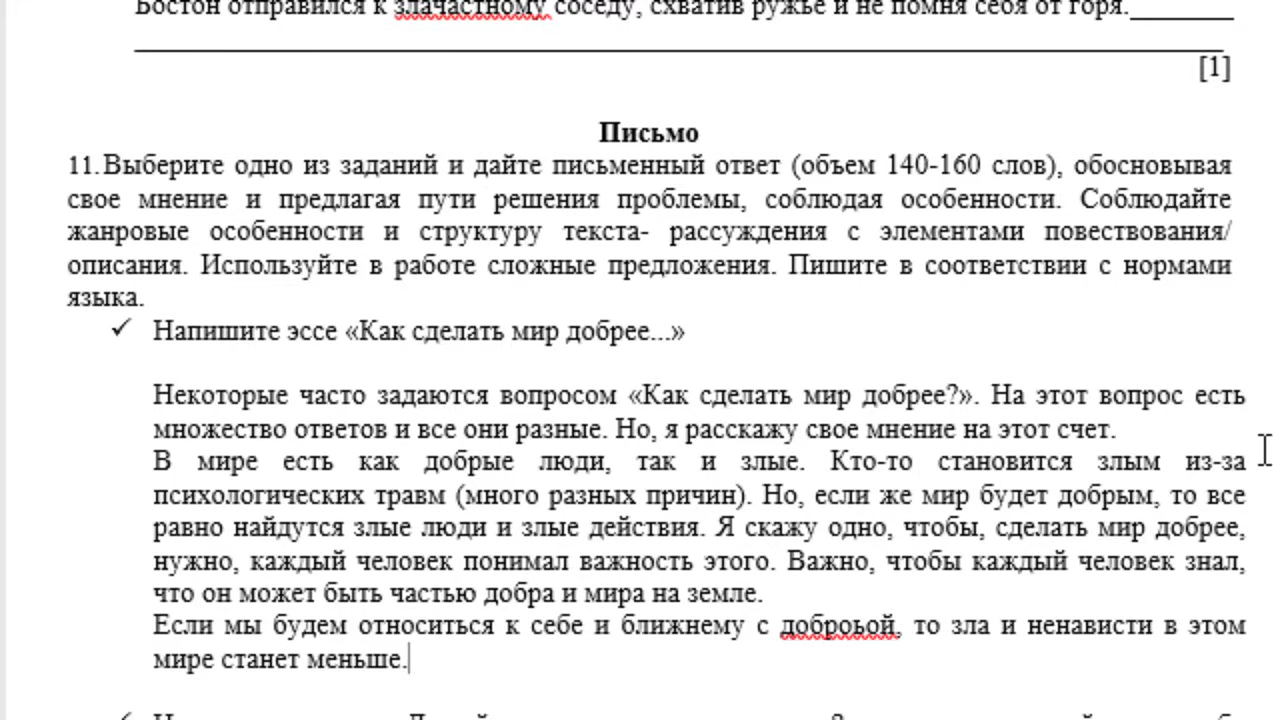 Бостон отправился к злачастному соседу, схватив ружье и не помня себя от горя.
[1]
Письмо
11.Выберите одно из заданий и дайте письменный ответ (объем 140-160 слов), обосновывая
свое мнение и предлагая пути решения проблемы, соблюдая особенности. Соблюдайте
жанровые особенности и структуру текста- рассуждения с элементами повествования/
описания. Используйте в работе сложные предложения. Пишите в соответствии с нормами
языка.
✓ Напишите эссе «Как сделать мир добрее...»
Некоторые часто задаются вопросом «Как сделать мир добрее?». На этот вопрос есть
множество ответов и все они разные. Но, я расскажу свое мнение на этот счет.
В мире есть как добрые люди, так и злые. Кто-то становится злым из-за
психологических травм (много разных причин). Но, если же мир будет добрым, то все
равно найдутся злые люди и злые действия. Я скажу одно, чтобы, сделать мир добрее,
нужно, каждый человек понимал важность этого. Важно, чтобы каждый человек знал,
что он может быть частью добра и мира на земле.
Если мы будем относиться к себе и ближнему с доброьой, то зла и ненависти в этом
мире станет меньше.